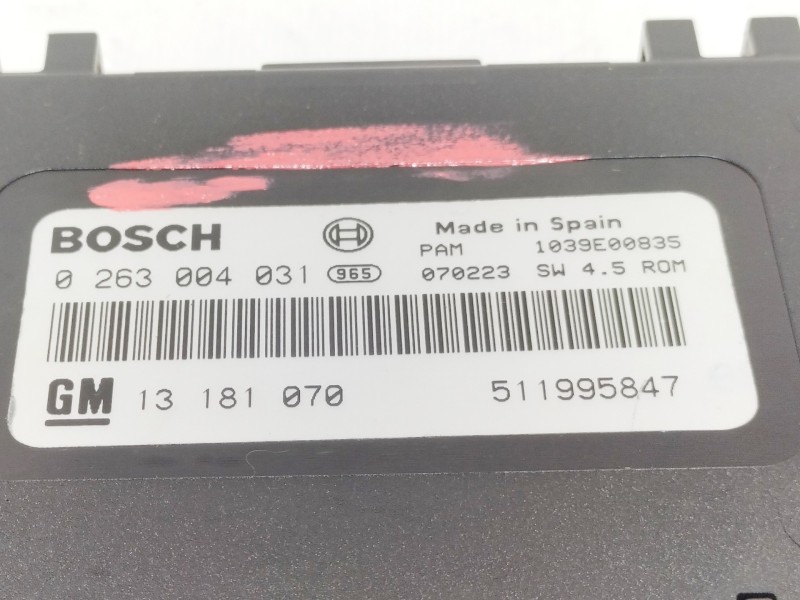 BOSCH Made in Spain
PAM 1039E00835
0 263 004 031 965 070223 SW 4.5 ROM
GM 13 181 070 511995847